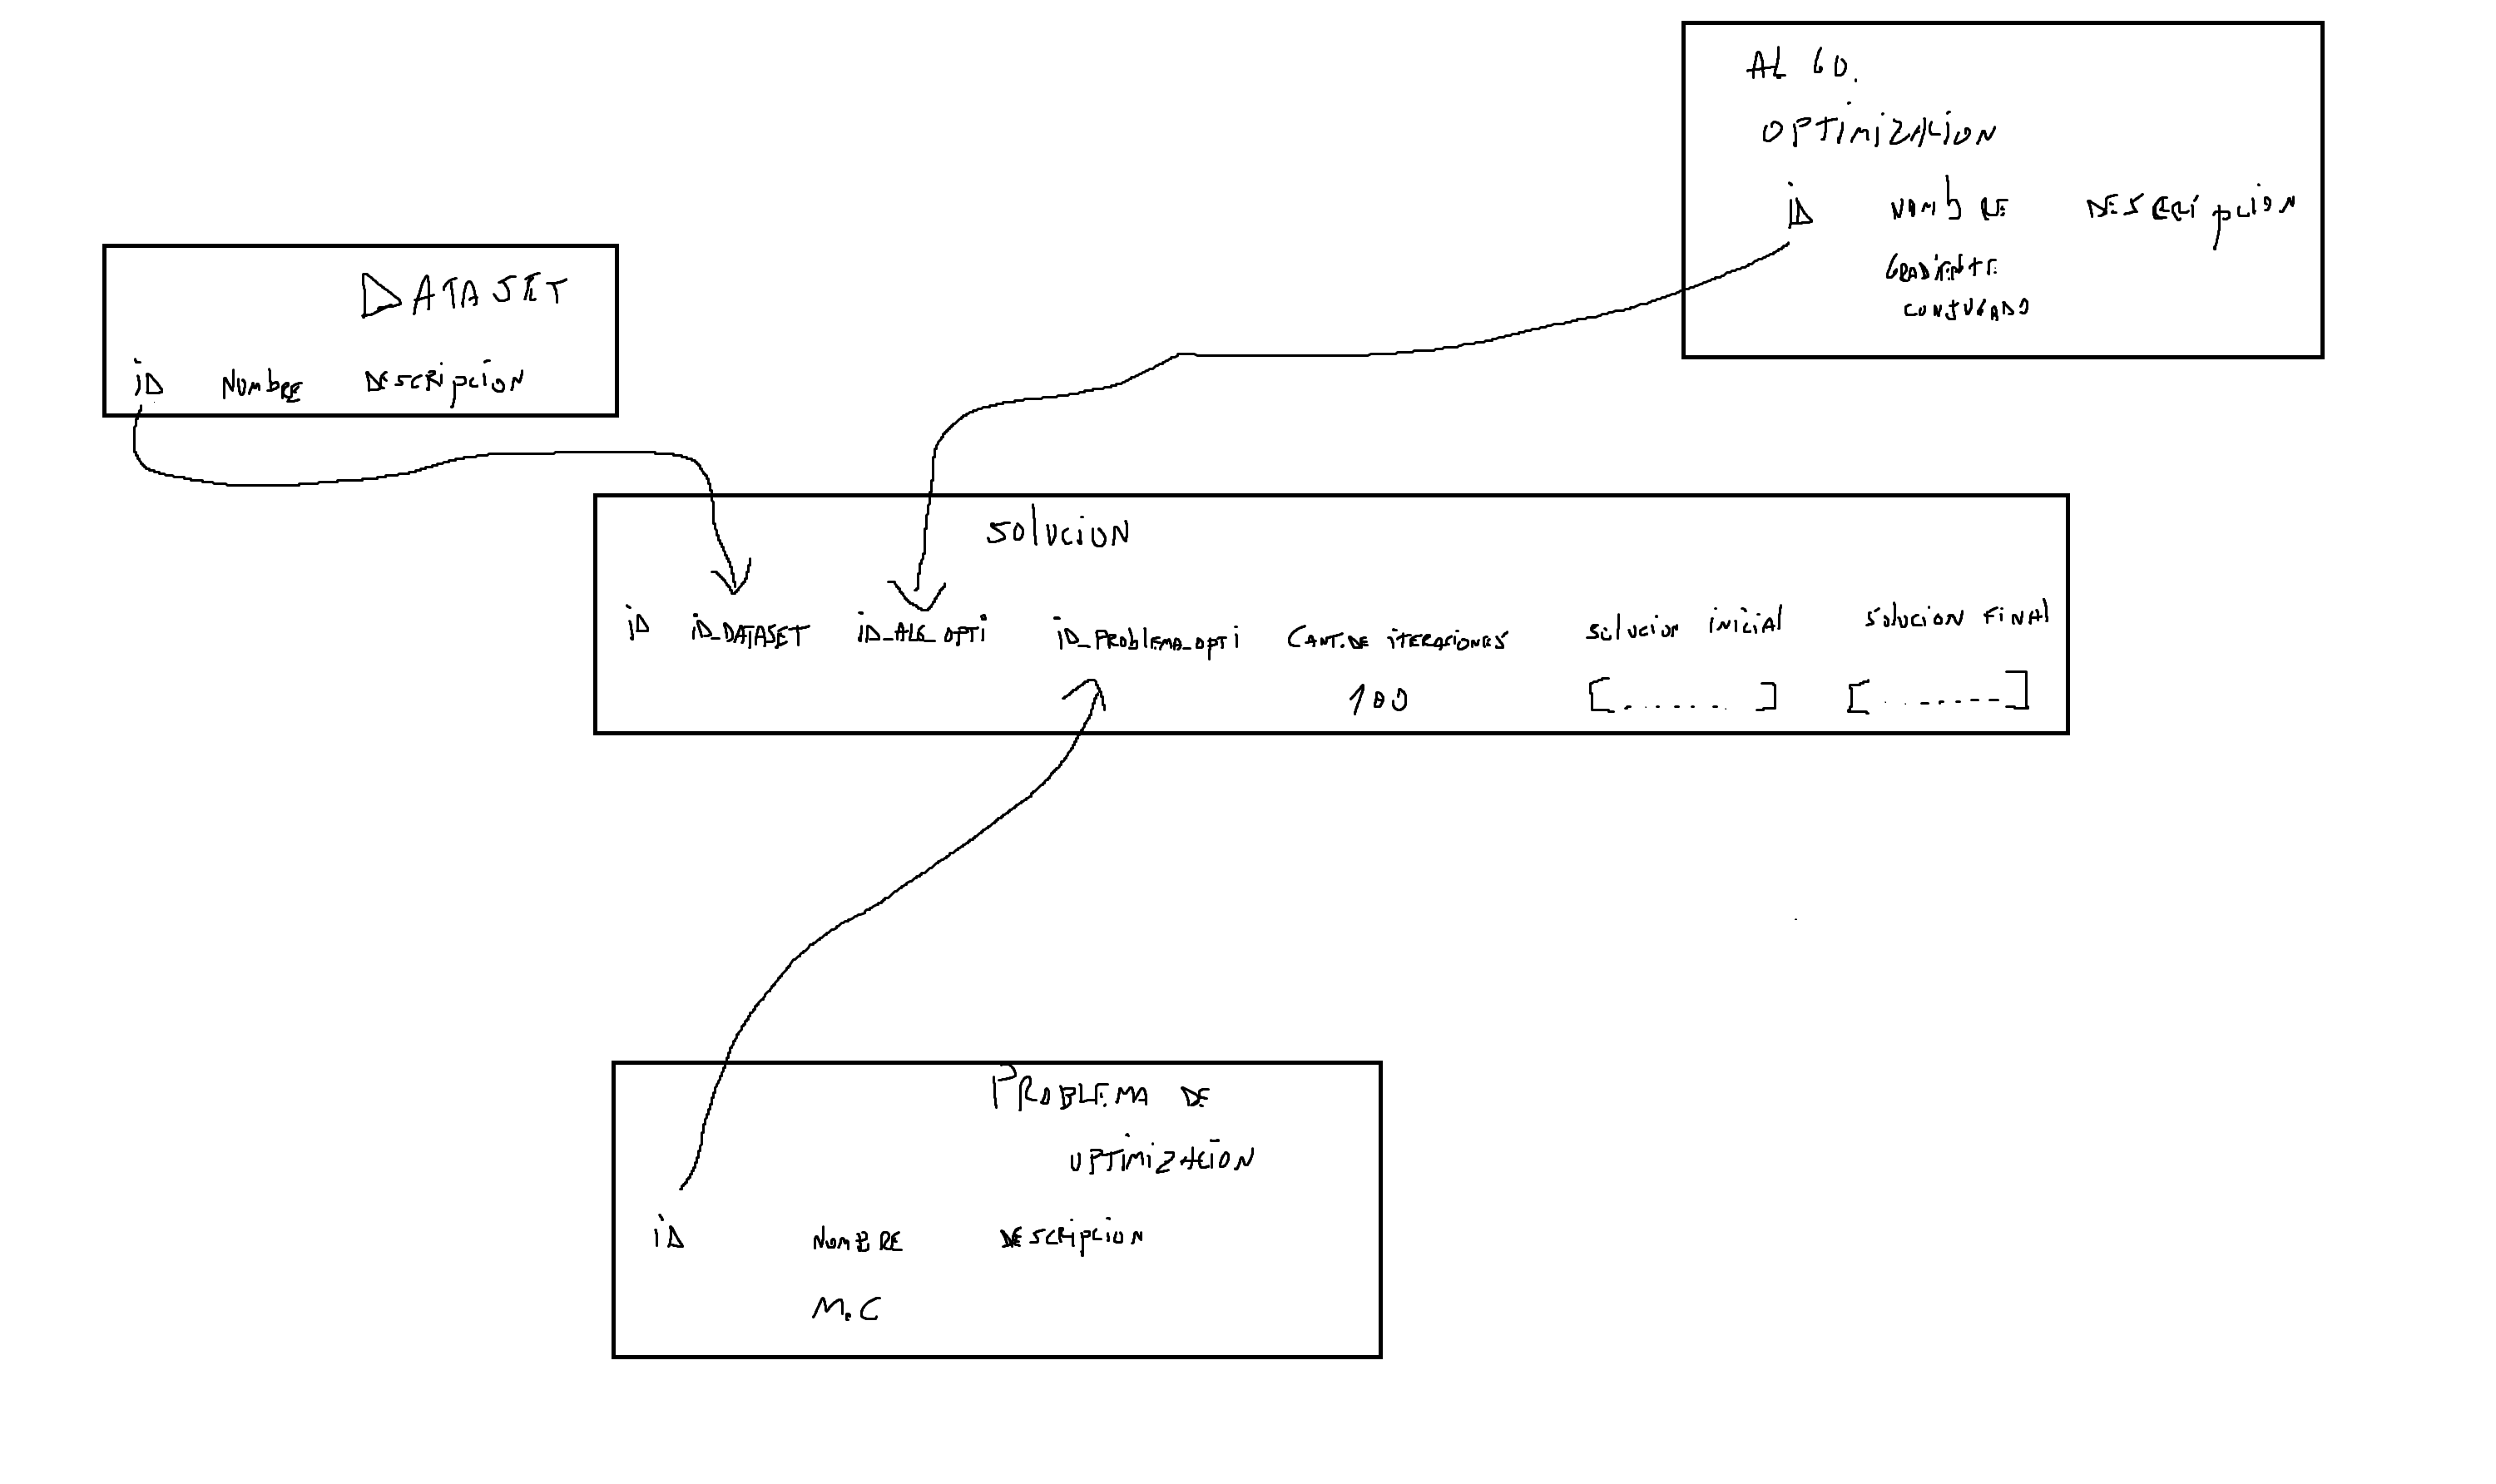 ALGO.
OPTIMIZACION
ID NOMBRE DESCRIPCION
GRADIENTE
CONJUGADO
DATASET
ID NOMBRE DESCRIPCION
SOLUCION
ID ID_DATASET ID_ALG_OPTI ID_PROBLEMA_OPTI CANT.DE ITERACIONES SOLUCION INICIAL SOLUCION FINAL
100 [.......] [.......]
PROBLEMA DE
OPTIMIZACION
ID NOMBRE DESCRIPCION
M.C